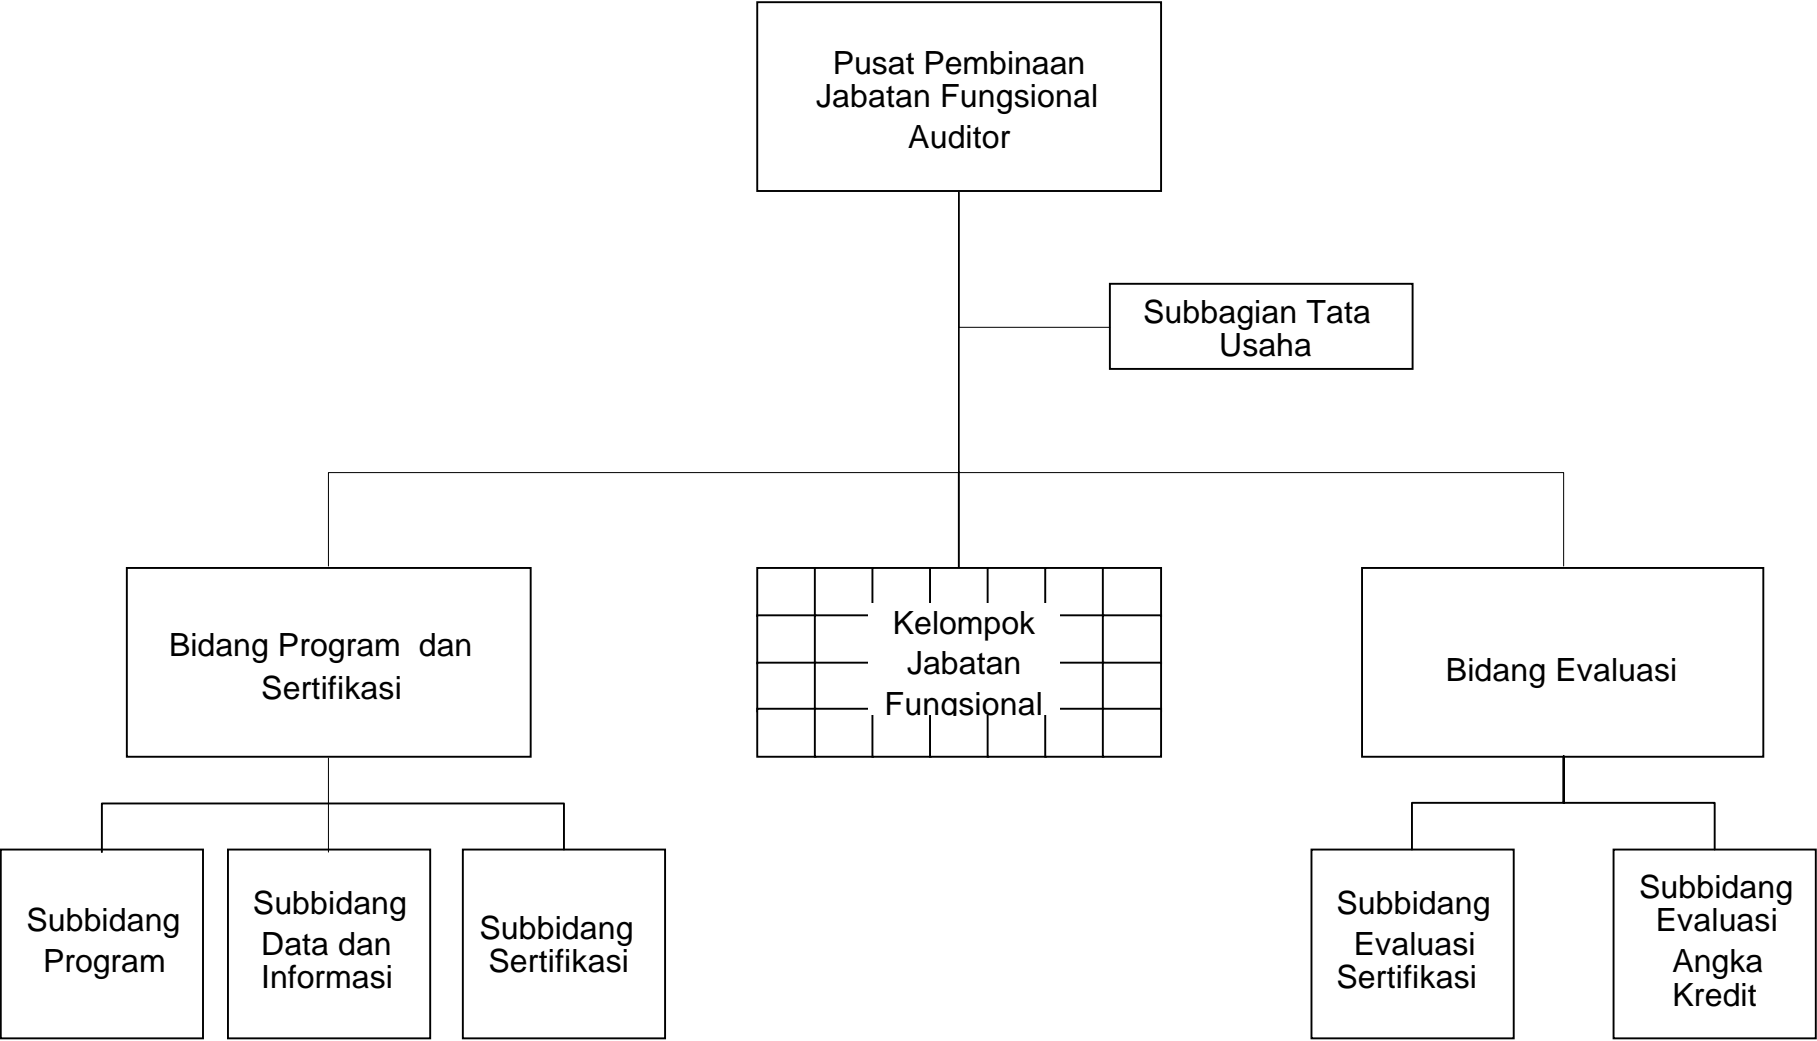 Pusat Pembinaan
Jabatan Fungsional
Auditor
Subbagian Tata
Usaha
Bidang Program  dan
Sertifikasi
Kelompok
Jabatan
Fungsional
Bidang Evaluasi
Subbidang
Program
Subbidang
Data dan
Informasi
Subbidang
Sertifikasi
Subbidang
Evaluasi
Sertifikasi
Subbidang
Evaluasi
Angka
Kredit